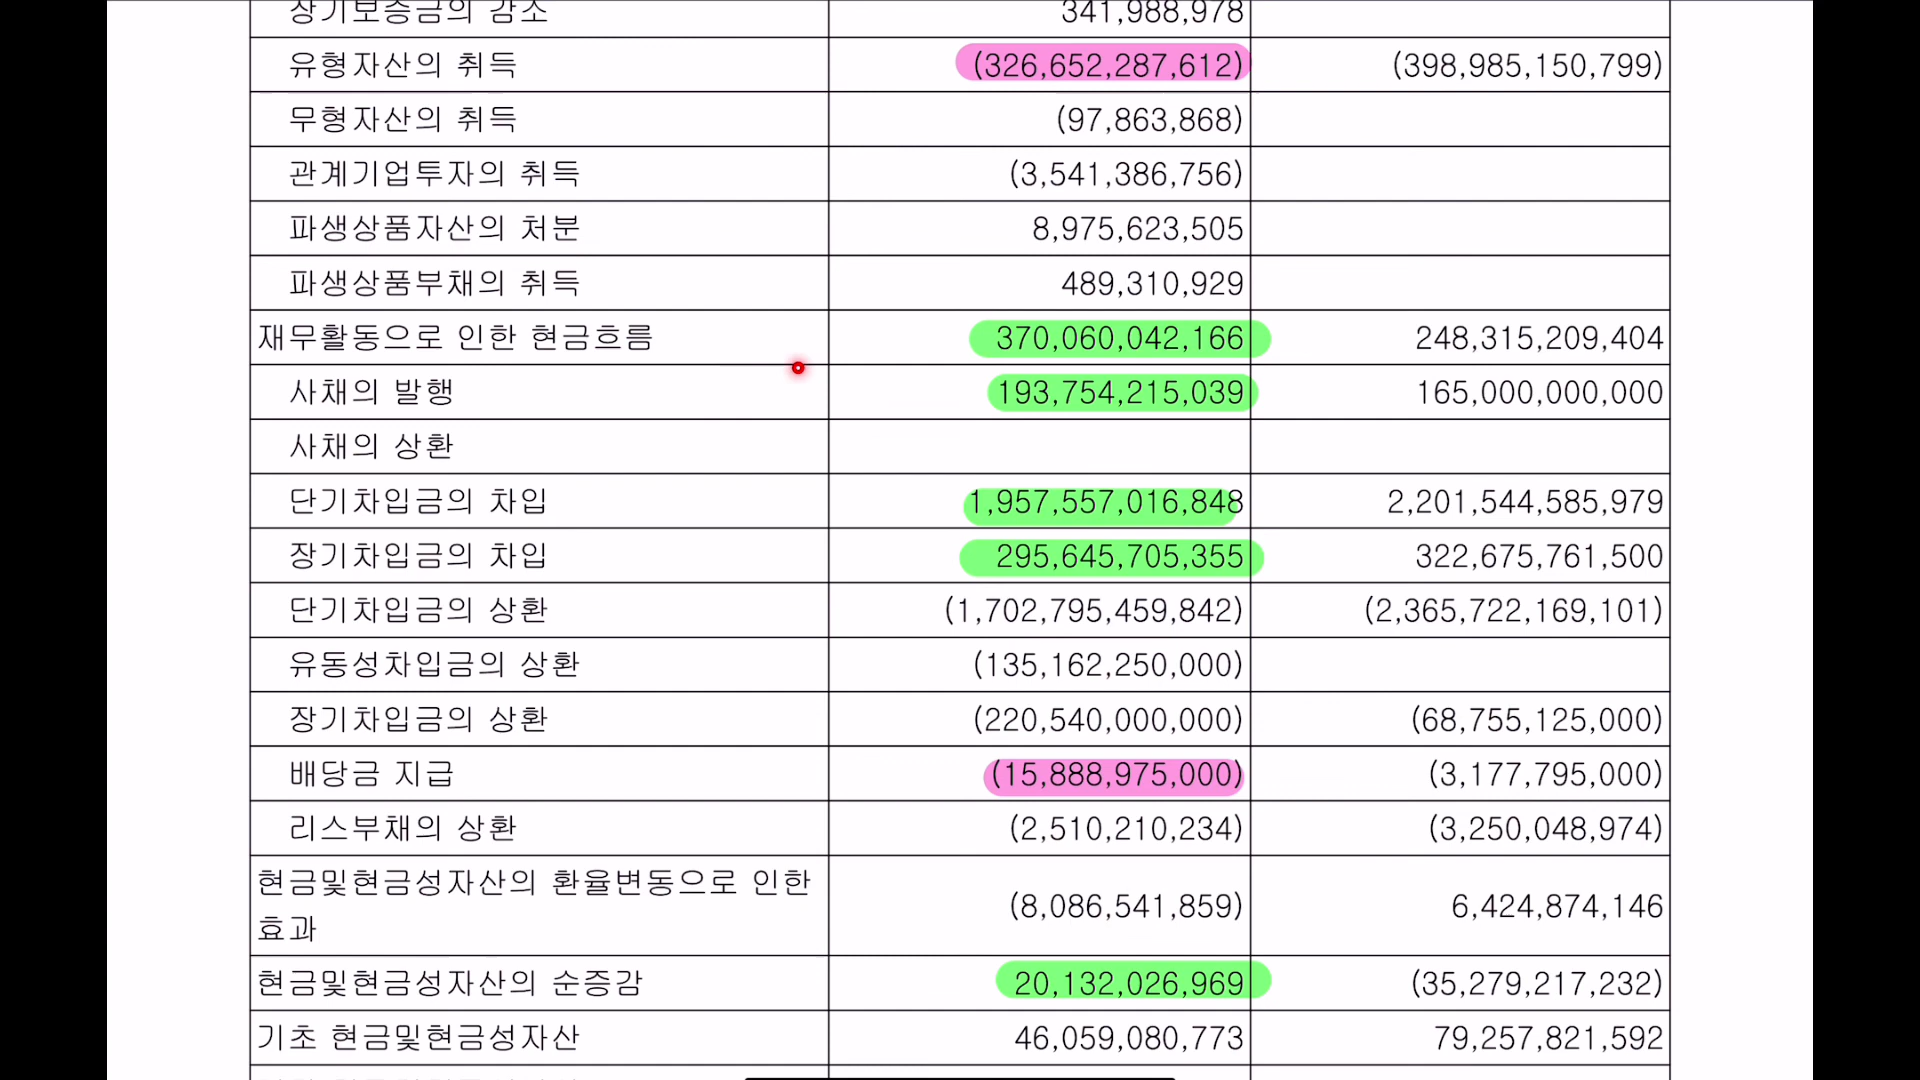 장기보증금의 감소 341,988,978
유형자산의 취득 (326,652,287,612) (398,985,150,799)
무형자산의 취득 (97,863,868)
관계기업투자의 취득 (3,541,386,756)
파생상품자산의 처분 8,975,623,505
파생상품부채의 취득 489,310,929
재무활동으로 인한 현금흐름 370,060,042,166 248,315,209,404
사채의 발행 193,754,215,039 165,000,000,000
사채의 상환
단기차입금의 차입 1,957,557,016,848 2,201,544,585,979
장기차입금의 차입 295,645,705,355 322,675,761,500
단기차입금의 상환 (1,702,795,459,842) (2,365,722,169,101)
유동성차입금의 상환 (135,162,250,000)
장기차입금의 상환 (220,540,000,000) (68,755,125,000)
배당금 지급 (15,888,975,000) (3,177,795,000)
리스부채의 상환 (2,510,210,234) (3,250,048,974)
현금및현금성자산의 환율변동으로 인한
효과 (8,086,541,859) 6,424,874,146
현금및현금성자산의 순증감 20,132,026,969 (35,279,217,232)
기초 현금및현금성자산 46,059,080,773 79,257,821,592